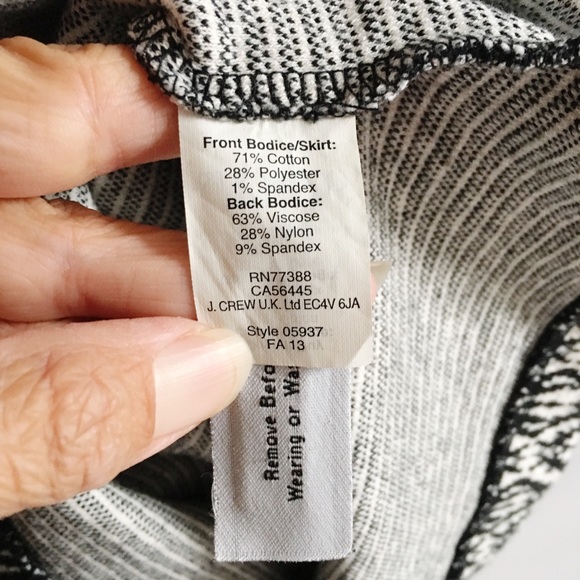 Front Bodice/Skirt:
71% Cotton
28% Polyester
1% Spandex
Back Bodice:
63% Viscose
28% Nylon
9% Spandex
RN77388
CA56445
J. CREW U.K. Ltd EC4V 6JA
Style 05937
FA 13
Remove Befo
Wearing or Wa